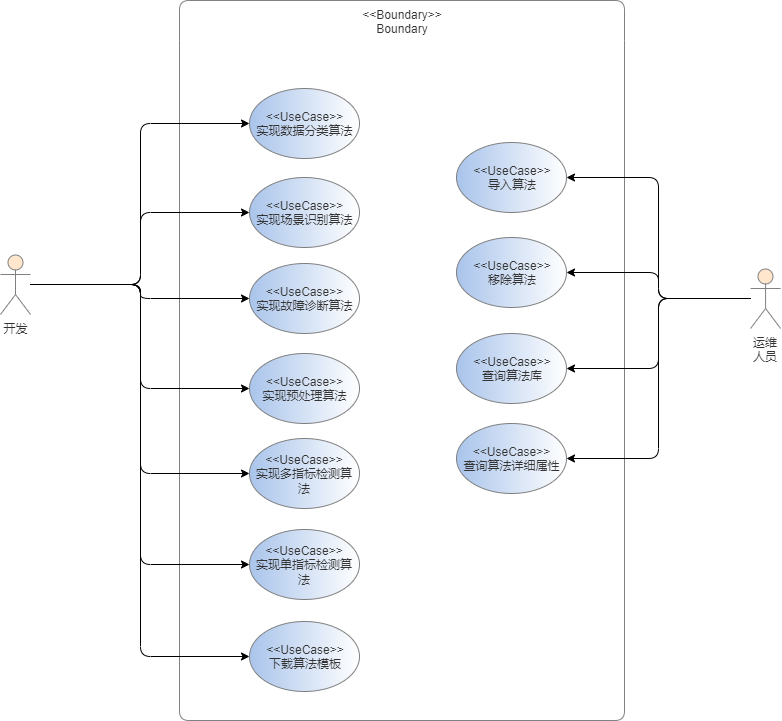 <<Boundary>>
Boundary
<<UseCase>>
实现数据分类算法
<<UseCase>>
实现场景识别算法
<<UseCase>>
实现故障诊断算法
<<UseCase>>
实现预处理算法
<<UseCase>>
实现多指标检测算
法
<<UseCase>>
实现单指标检测算
法
<<UseCase>>
下载算法模板
<<UseCase>>
导入算法
<<UseCase>>
移除算法
<<UseCase>>
查询算法库
<<UseCase>>
查询算法详细属性
开发
运维
人员